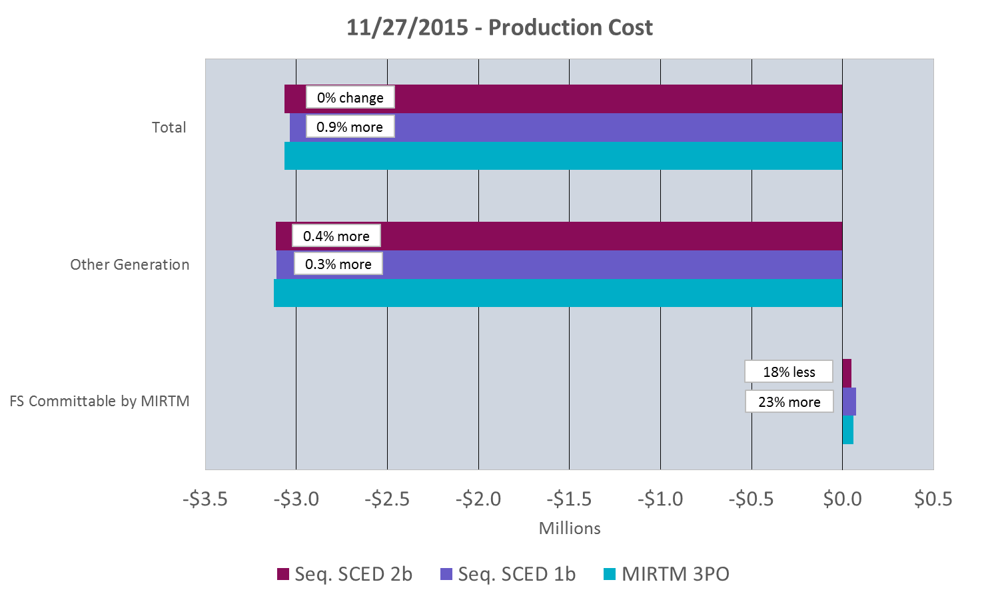 11/27/2015 - Production Cost
0% change
Total
0.9% more
0.4% more
Other Generation
0.3% more
18% less
FS Committable by MIRTM
23% more
-$3.5 -$3.0 -$2.5 -$2.0 -$1.5 -$1.0 -$0.5 $0.0 $0.5
Millions
Seq. SCED 2b Seq. SCED 1b MIRTM 3PO